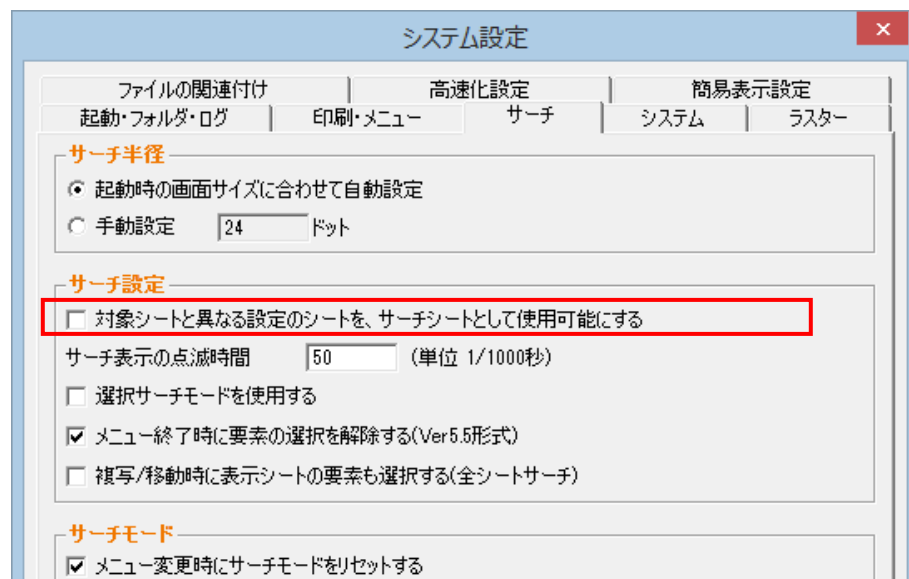 システム設定
ファイルの関連付け 高速化設定 簡易表示設定
起動・フォルダ・ログ 印刷・メニュー サーチ システム ラスター
サーチ半径
起動時の画面サイズに合わせて自動設定
手動設定 24 ドット
サーチ設定
対象シートと異なる設定のシートを、サーチシートとして使用可能にする
サーチ表示の点滅時間 50 (単位 1/1000秒)
選択サーチモードを使用する
メニュー終了時に要素の選択を解除する(Ver5.5形式)
複写/移動時に表示シートの要素も選択する(全シートサーチ)
サーチモード
メニュー変更時にサーチモードをリセットする